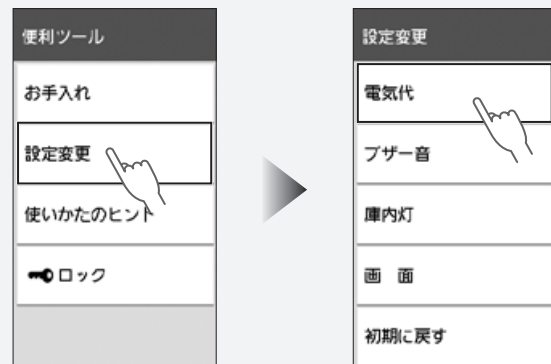 便利ツール
お手入れ
設定変更
使いかたのヒント
ロック
設定変更
電気代
ブザー音
庫内灯
画 面
初期に戻す